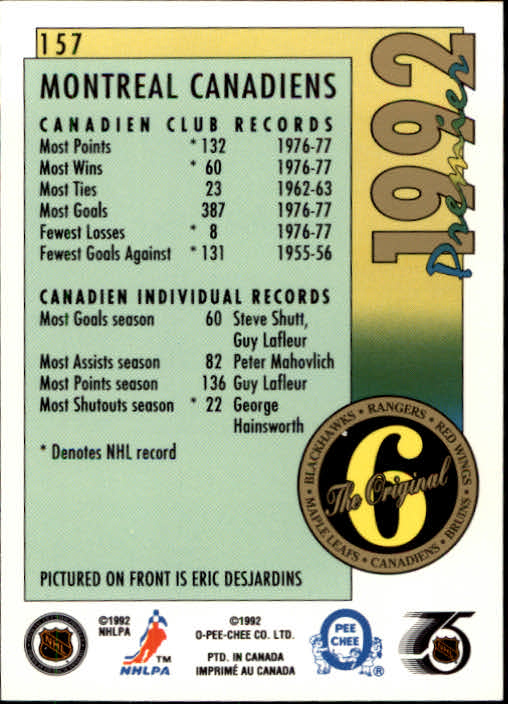 157
1992
Premier
MONTREAL CANADIENS
CANADIEN CLUB RECORDS
Most Points * 132 1976-77
Most Wins * 60 1976-77
Most Ties 23 1962-63
Most Goals 387 1976-77
Fewest Losses * 8 1976-77
Fewest Goals Against * 131 1955-56
CANADIEN INDIVIDUAL RECORDS
Most Goals season 60 Steve Shutt,
Guy Lafleur
Most Assists season 82 Peter Mahovlich
Most Points season 136 Guy Lafleur
Most Shutouts season * 22 George
Hainsworth
* Denotes NHL record
BLACKHAWKS • RANGERS • RED WINGS • BRUINS • CANADIENS • MAPLE LEAFS •
The Original
6
PICTURED ON FRONT IS ERIC DESJARDINS
NHL
©1992
NHLPA
NHLPA
TM
©1992
O-PEE-CHEE CO. LTD.
PTD. IN CANADA
IMPRIMÉ AU CANADA
PEE
CHEE
®
75
NHL